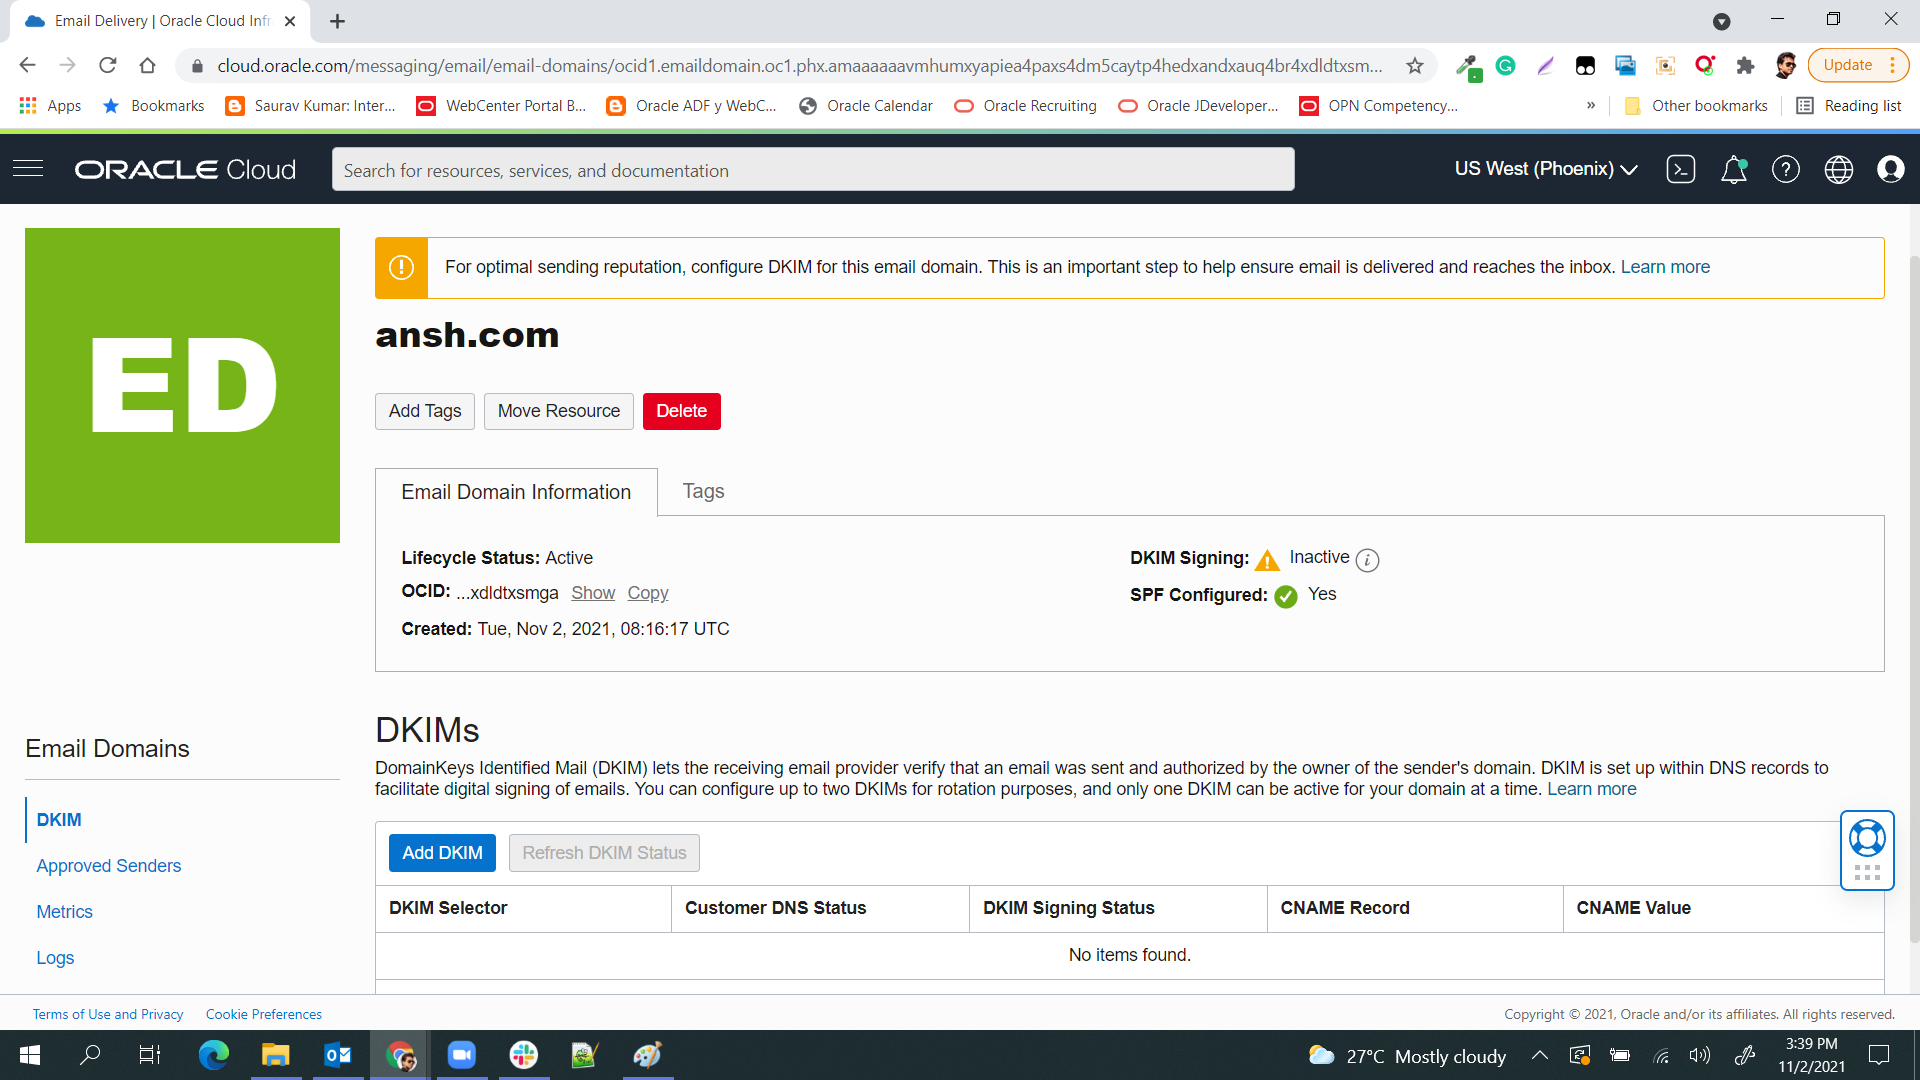 Email Delivery | Oracle Cloud Infr
cloud.oracle.com/messaging/email/email-domains/ocid1.emaildomain.oc1.phx.amaaaaaavmhumxyapiea4paxs4dm5caytp4hedxandxauq4br4xdldtxsm...
Update
Apps
Bookmarks
Saurav Kumar: Inter...
WebCenter Portal B...
Oracle ADF y WebC...
Oracle Calendar
Oracle Recruiting
Oracle JDeveloper...
OPN Competency...
»
Other bookmarks
Reading list
ORACLE Cloud
Search for resources, services, and documentation
US West (Phoenix)
ED
For optimal sending reputation, configure DKIM for this email domain. This is an important step to help ensure email is delivered and reaches the inbox. Learn more
ansh.com
Add Tags
Move Resource
Delete
Email Domain Information
Tags
Lifecycle Status: Active
OCID: ...xdldtxsmga Show Copy
Created: Tue, Nov 2, 2021, 08:16:17 UTC
DKIM Signing: Inactive
SPF Configured: Yes
Email Domains
DKIM
Approved Senders
Metrics
Logs
DKIMs
DomainKeys Identified Mail (DKIM) lets the receiving email provider verify that an email was sent and authorized by the owner of the sender's domain. DKIM is set up within DNS records to
facilitate digital signing of emails. You can configure up to two DKIMs for rotation purposes, and only one DKIM can be active for your domain at a time. Learn more
Add DKIM
Refresh DKIM Status
DKIM Selector
Customer DNS Status
DKIM Signing Status
CNAME Record
CNAME Value
No items found.
Terms of Use and Privacy
Cookie Preferences
Copyright © 2021, Oracle and/or its affiliates. All rights reserved.
27°C Mostly cloudy
3:39 PM
11/2/2021